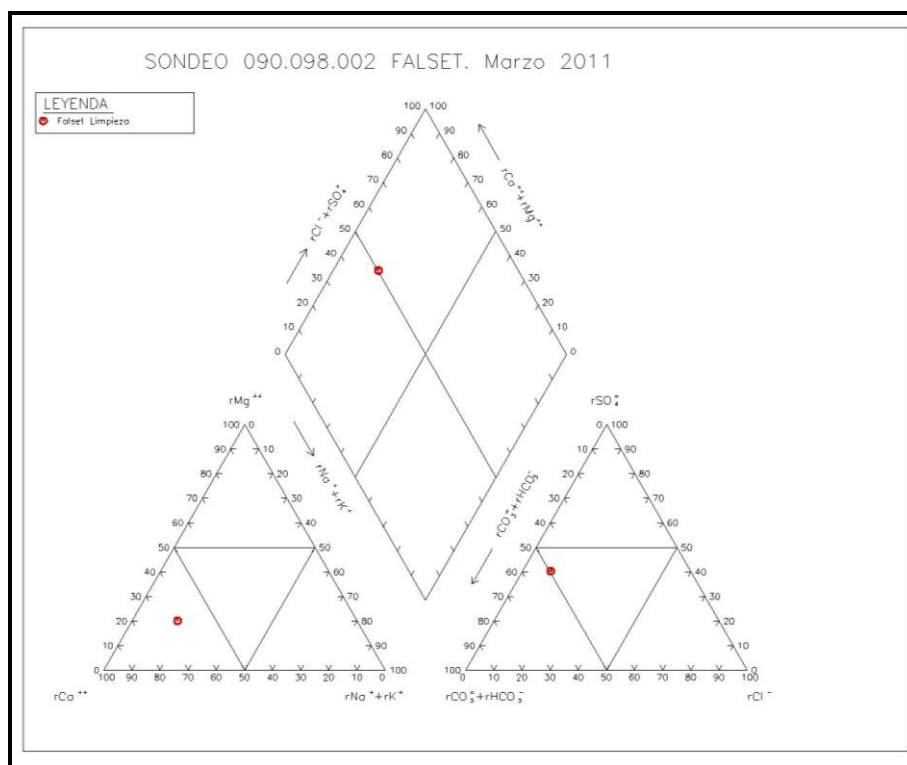 SONDEO 090.098.002 FALSET. Marzo 2011
LEYENDA
Falset Limpieza
100 100
90 90
80 80
70 70
60 60
50 50
40 40
30 30
20 20
10 10
0 0
rCl⁻+rSO₄⁼
rCa⁺⁺+rMg⁺⁺
rNa⁺+rK⁺
rCO₃⁼+rHCO₃⁻
rMg⁺⁺
100 0
90 10
80 20
70 30
60 40
50 50
40 60
30 70
20 80
10 90
0 100
100 90 80 70 60 50 40 30 20 10 0
rCa⁺⁺ rNa⁺+rK⁺
rSO₄⁼
0 100
10 90
20 80
30 70
40 60
50 50
60 40
70 30
80 20
90 10
100 0
0 10 20 30 40 50 60 70 80 90 100
rCO₃⁼+rHCO₃⁻ rCl⁻